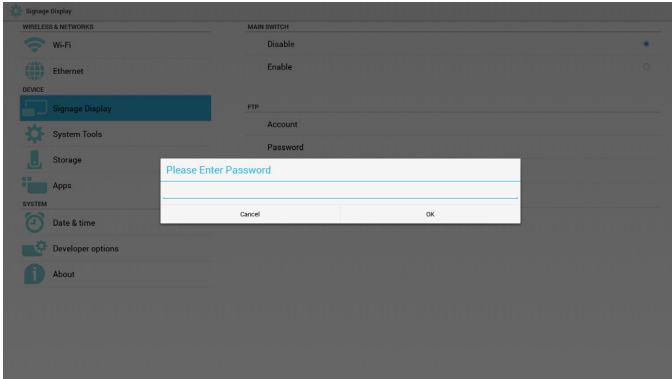 Signage Display
WIRELESS & NETWORKS
Wi-Fi
Ethernet
DEVICE
Signage Display
System Tools
Storage
Apps
SYSTEM
Date & time
Developer options
About
MAIN SWITCH
Disable
Enable
FTP
Account
Password
Please Enter Password
Cancel
OK